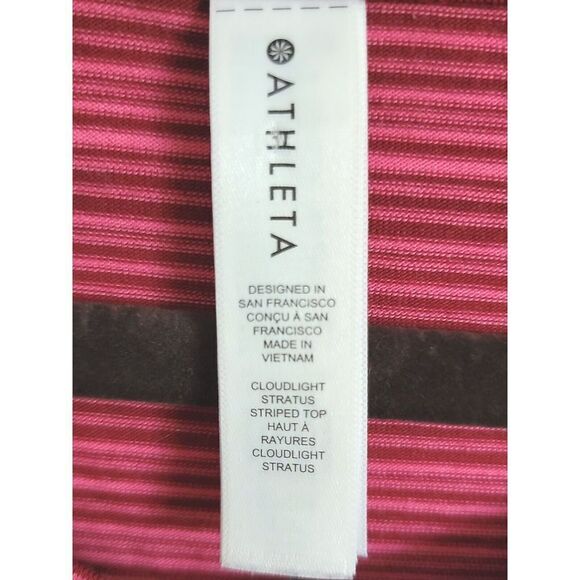 ATHLETA
DESIGNED IN
SAN FRANCISCO
CONÇU À SAN
FRANCISCO
MADE IN
VIETNAM
CLOUDLIGHT
STRATUS
STRIPED TOP
HAUT À
RAYURES
CLOUDLIGHT
STRATUS